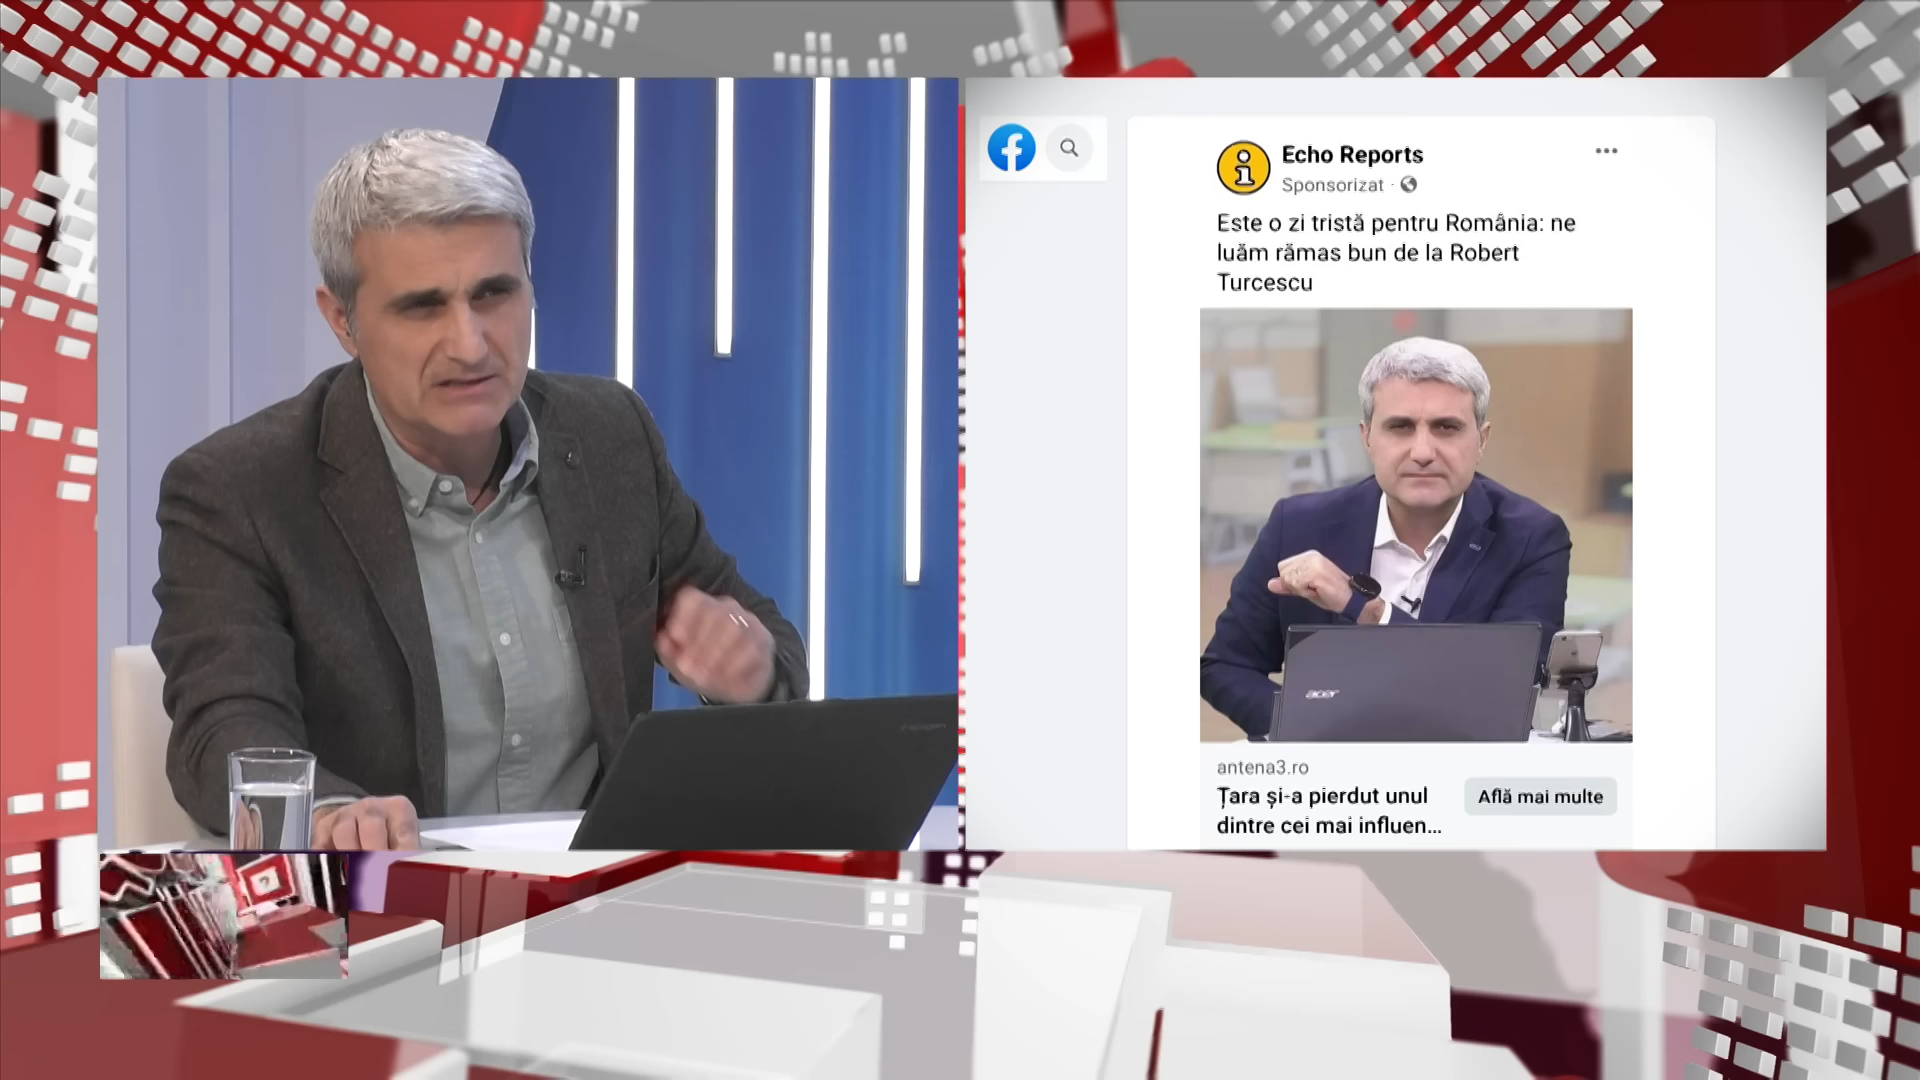 Echo Reports
Sponsorizat
Este o zi tristă pentru România: ne
luăm rămas bun de la Robert
Turcescu
acer
antena3.ro
Țara și-a pierdut unul
dintre cei mai influen...
Află mai multe